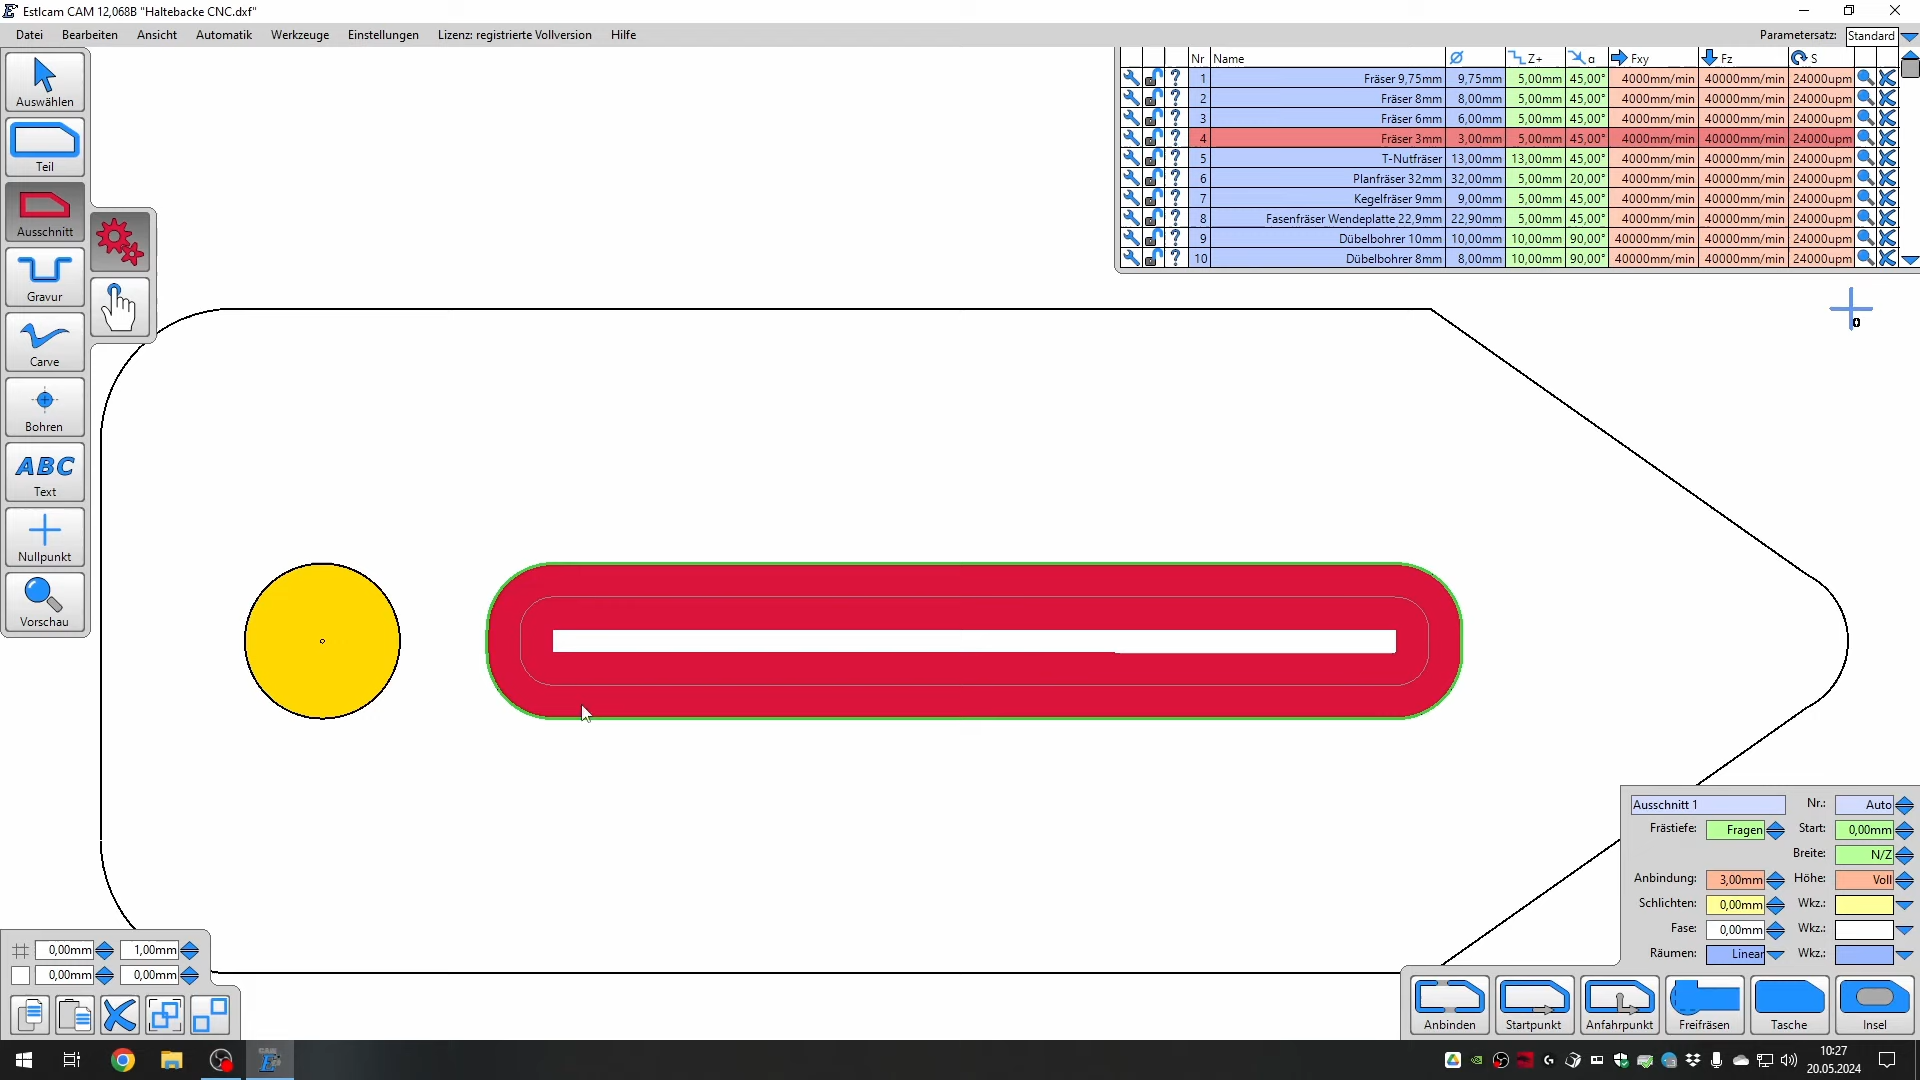 Estlcam CAM 12,068B "Haltebacke CNC.dxf"
Datei Bearbeiten Ansicht Automatik Werkzeuge Einstellungen Lizenz: registrierte Vollversion Hilfe
Parametersatz: Standard
Nr Name Ø Z+ α Fxy Fz S
1 Fräser 9,75mm 9,75mm 5,00mm 45,00° 4000mm/min 40000mm/min 24000upm
2 Fräser 8mm 8,00mm 5,00mm 45,00° 4000mm/min 40000mm/min 24000upm
3 Fräser 6mm 6,00mm 5,00mm 45,00° 4000mm/min 40000mm/min 24000upm
4 Fräser 3mm 3,00mm 5,00mm 45,00° 4000mm/min 40000mm/min 24000upm
5 T-Nutfräser 13,00mm 13,00mm 45,00° 4000mm/min 40000mm/min 24000upm
6 Planfräser 32mm 32,00mm 5,00mm 20,00° 4000mm/min 40000mm/min 24000upm
7 Kegelfräser 9mm 9,00mm 5,00mm 45,00° 4000mm/min 40000mm/min 24000upm
8 Fasenfräser Wendeplatte 22,9mm 22,90mm 5,00mm 45,00° 4000mm/min 40000mm/min 24000upm
9 Dübelbohrer 10mm 10,00mm 10,00mm 90,00° 40000mm/min 40000mm/min 24000upm
10 Dübelbohrer 8mm 8,00mm 10,00mm 90,00° 40000mm/min 40000mm/min 24000upm
Auswählen
Teil
Ausschnitt
Gravur
Carve
Bohren
ABC
Text
Nullpunkt
Vorschau
0
Ausschnitt 1 Nr.: Auto
Frästiefe: Fragen Start: 0,00mm
Breite: N/Z
Anbindung: 3,00mm Höhe: Voll
Schlichten: 0,00mm Wkz.:
Fase: 0,00mm Wkz.:
Räumen: Linear Wkz.:
0,00mm 1,00mm
0,00mm 0,00mm
Anbinden Startpunkt Anfahrpunkt Freifräsen Tasche Insel
10:27
20.05.2024